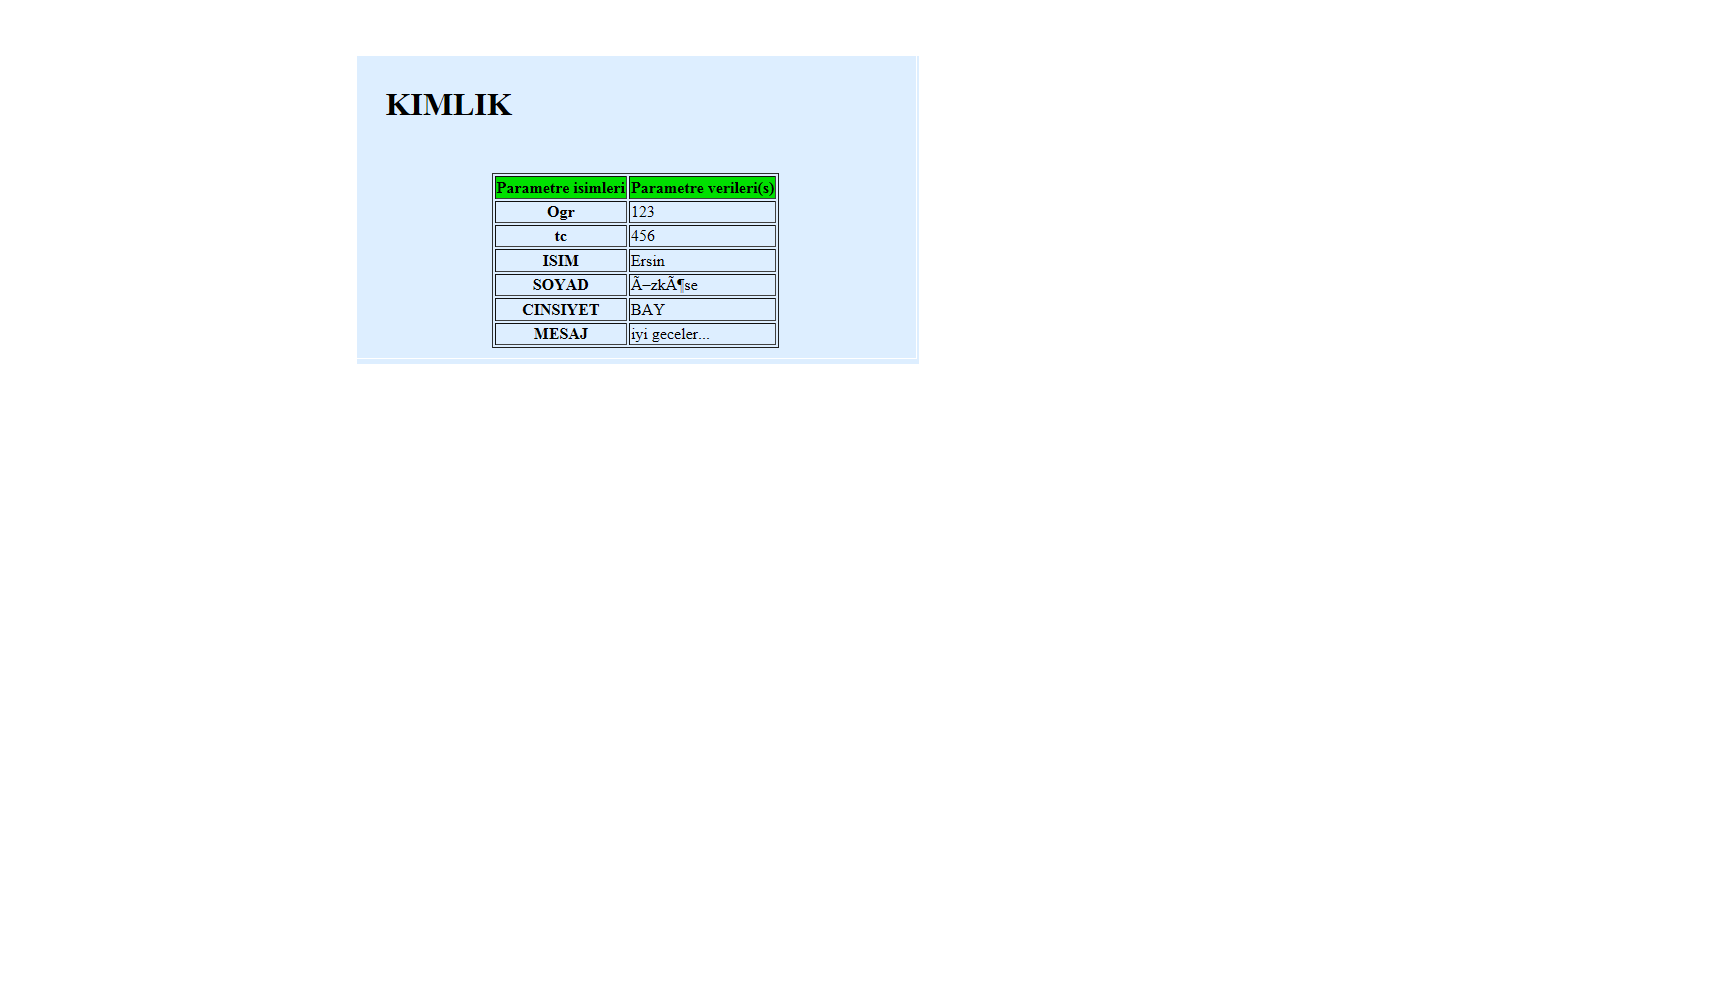 KIMLIK
Parametre isimleri Parametre verileri(s)
Ogr 123
tc 456
ISIM Ersin
SOYAD Ã–zkÃ¶se
CINSIYET BAY
MESAJ iyi geceler...